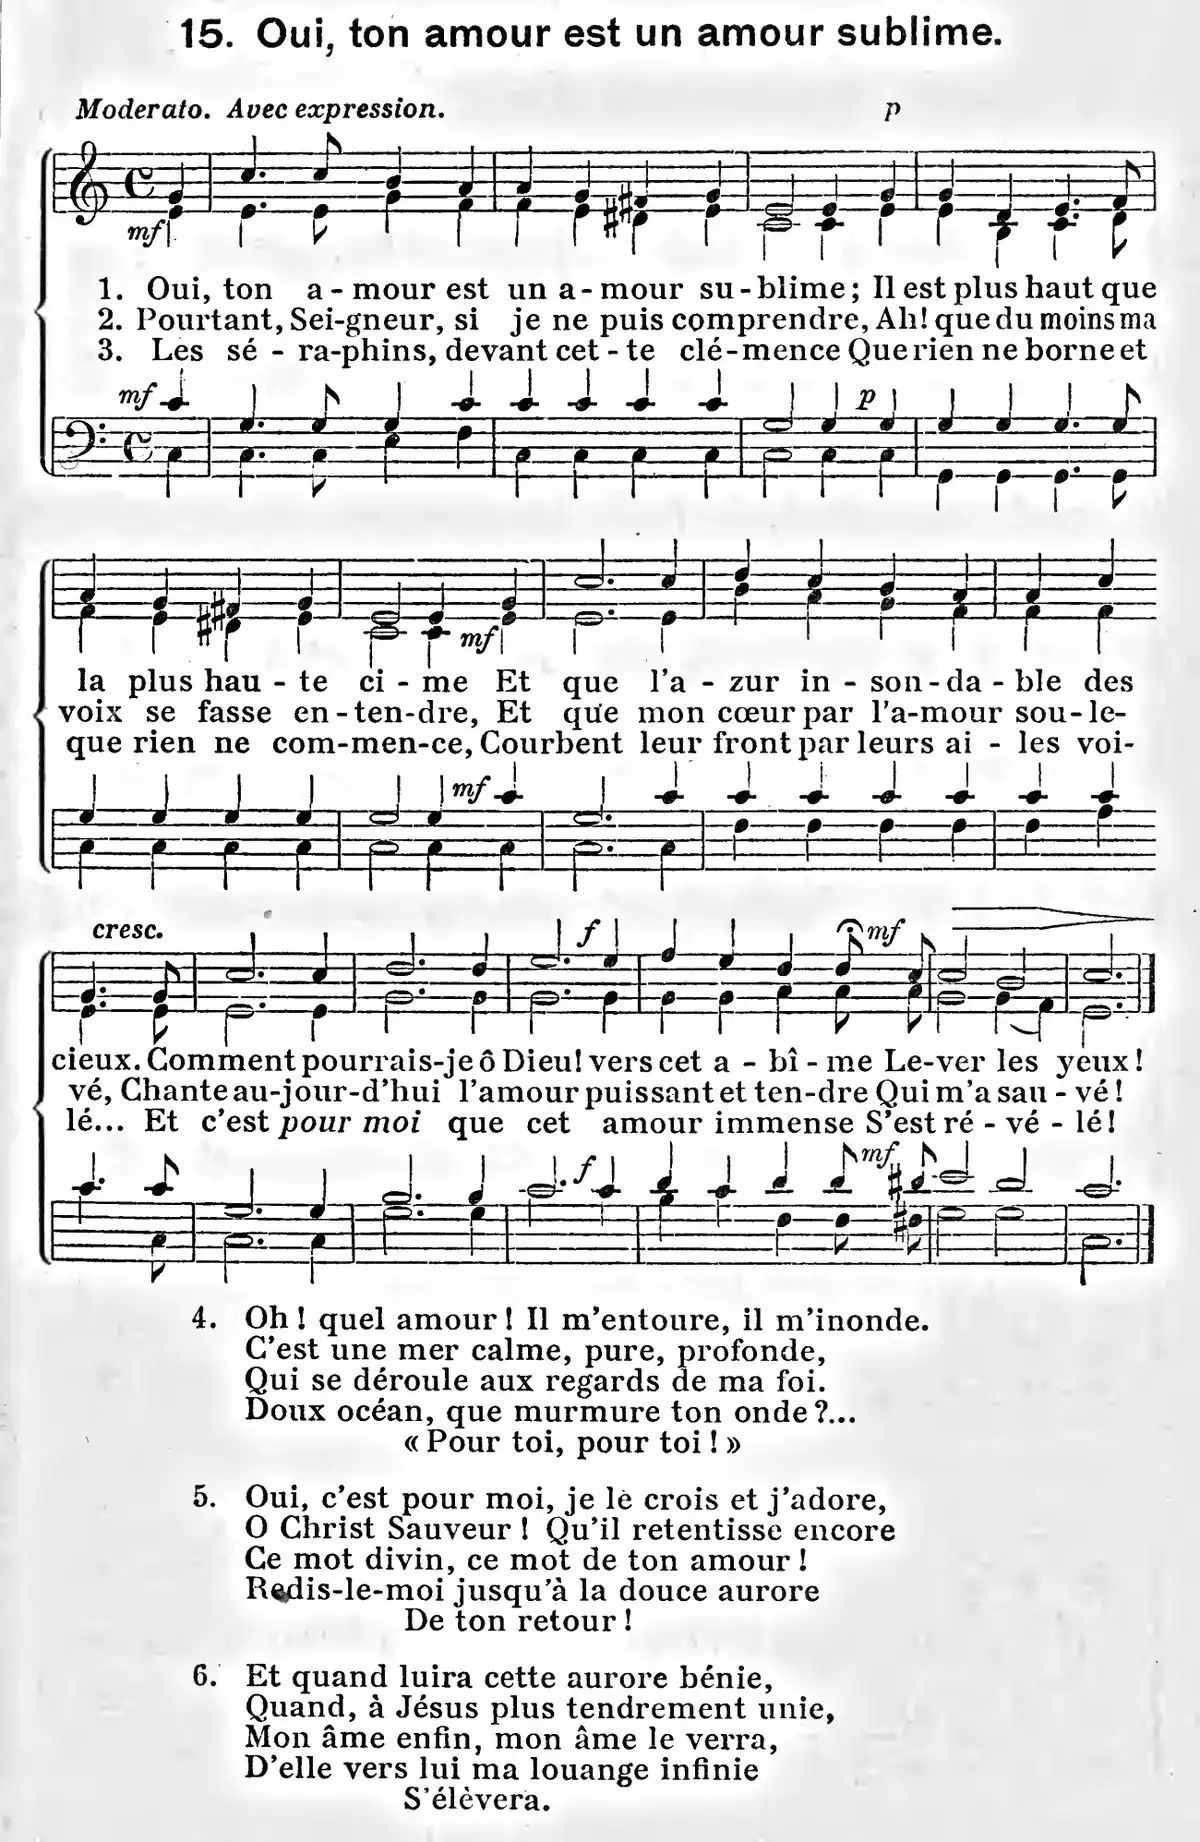 15. Oui, ton amour est un amour sublime.
Moderato. Avec expression. p
mf
1. Oui, ton a - mour est un a - mour su - blime; Il est plus haut que
2. Pourtant, Sei-gneur, si je ne puis comprendre, Ah! que du moins ma
3. Les sé - ra-phins, devant cet - te clé-mence Que rien ne borne et
mf p
mf
la plus hau - te ci - me Et que l'a - zur in - son - da - ble des
voix se fasse en-ten-dre, Et que mon cœur par l'a-mour sou-le-
que rien ne com-men-ce, Courbent leur front par leurs ai - les voi-
mf
cresc. f mf
cieux. Comment pourrais-je ô Dieu! vers cet a - bî - me Le-ver les yeux!
vé, Chante au-jour-d'hui l'amour puissant et ten-dre Qui m'a sau - vé!
lé... Et c'est pour moi que cet amour immense S'est ré - vé - lé!
f mf
4. Oh! quel amour! Il m'entoure, il m'inonde.
C'est une mer calme, pure, profonde,
Qui se déroule aux regards de ma foi.
Doux océan, que murmure ton onde?...
« Pour toi, pour toi! »
5. Oui, c'est pour moi, je le crois et j'adore,
O Christ Sauveur! Qu'il retentisse encore
Ce mot divin, ce mot de ton amour!
Redis-le-moi jusqu'à la douce aurore
De ton retour!
6. Et quand luira cette aurore bénie,
Quand, à Jésus plus tendrement unie,
Mon âme enfin, mon âme le verra,
D'elle vers lui ma louange infinie
S'élèvera.